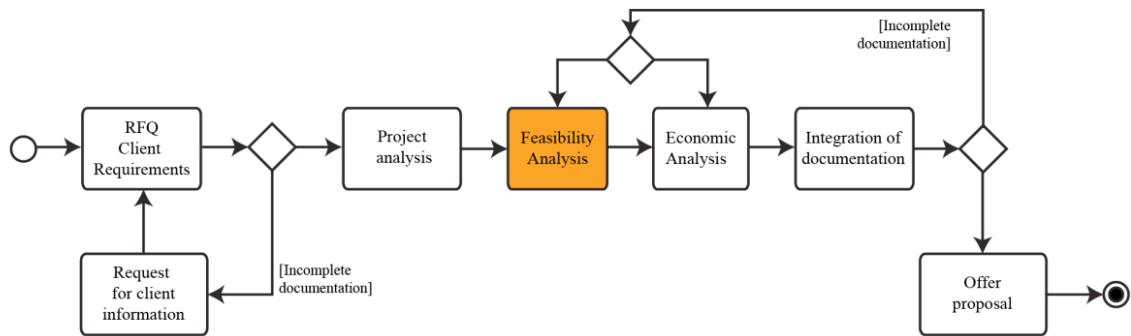 [Incomplete
documentation]
RFQ
Client
Requirements
Project
analysis
Feasibility
Analysis
Economic
Analysis
Integration of
documentation
Request
for client
information
[Incomplete
documentation]
Offer
proposal